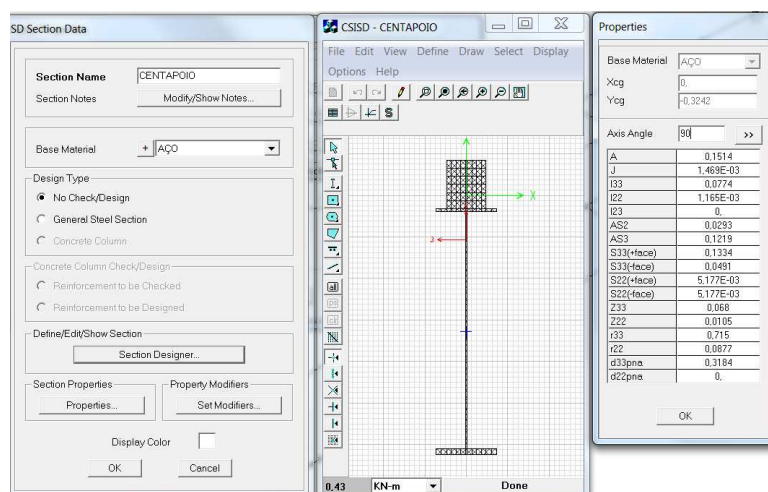 SD Section Data
Section Name CENTAPOIO
Section Notes Modify/Show Notes...
Base Material + AÇO
Design Type
No Check/Design
General Steel Section
Concrete Column
Concrete Column Check/Design
Reinforcement to be Checked
Reinforcement to be Designed
Define/Edit/Show Section
Section Designer...
Section Properties
Properties...
Property Modifiers
Set Modifiers...
Display Color
OK Cancel
CSISD - CENTAPOIO
File Edit View Define Draw Select Display
Options Help
X
all
0,43 KN-m Done
Properties
Base Material AÇO
Xcg 0,
Ycg -0,3242
Axis Angle 90 >>
A 0,1514
J 1,469E-03
I33 0,0774
I22 1,165E-03
I23 0,
AS2 0,0293
AS3 0,1219
S33(+face) 0,1334
S33(-face) 0,0491
S22(+face) 5,177E-03
S22(-face) 5,177E-03
Z33 0,068
Z22 0,0105
r33 0,715
r22 0,0877
d33pna 0,3184
d22pna 0,
OK